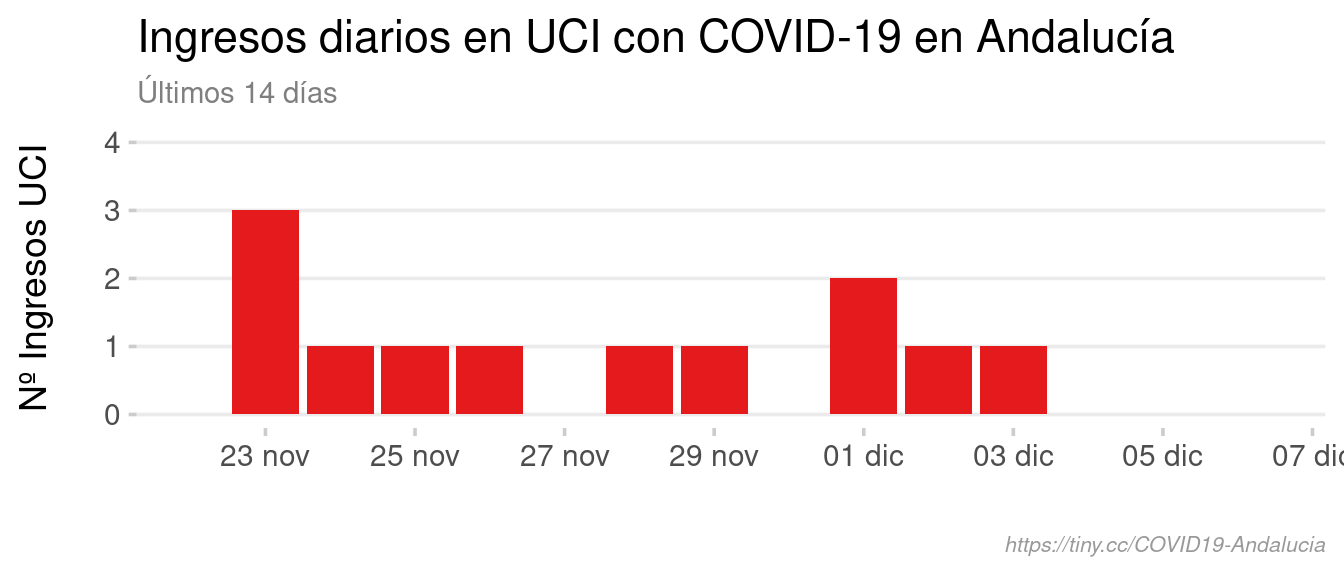 Ingresos diarios en UCI con COVID-19 en Andalucía
Últimos 14 días
Nº Ingresos UCI
4
3
2
1
0
23 nov 25 nov 27 nov 29 nov 01 dic 03 dic 05 dic 07 dic
https://tiny.cc/COVID19-Andalucia